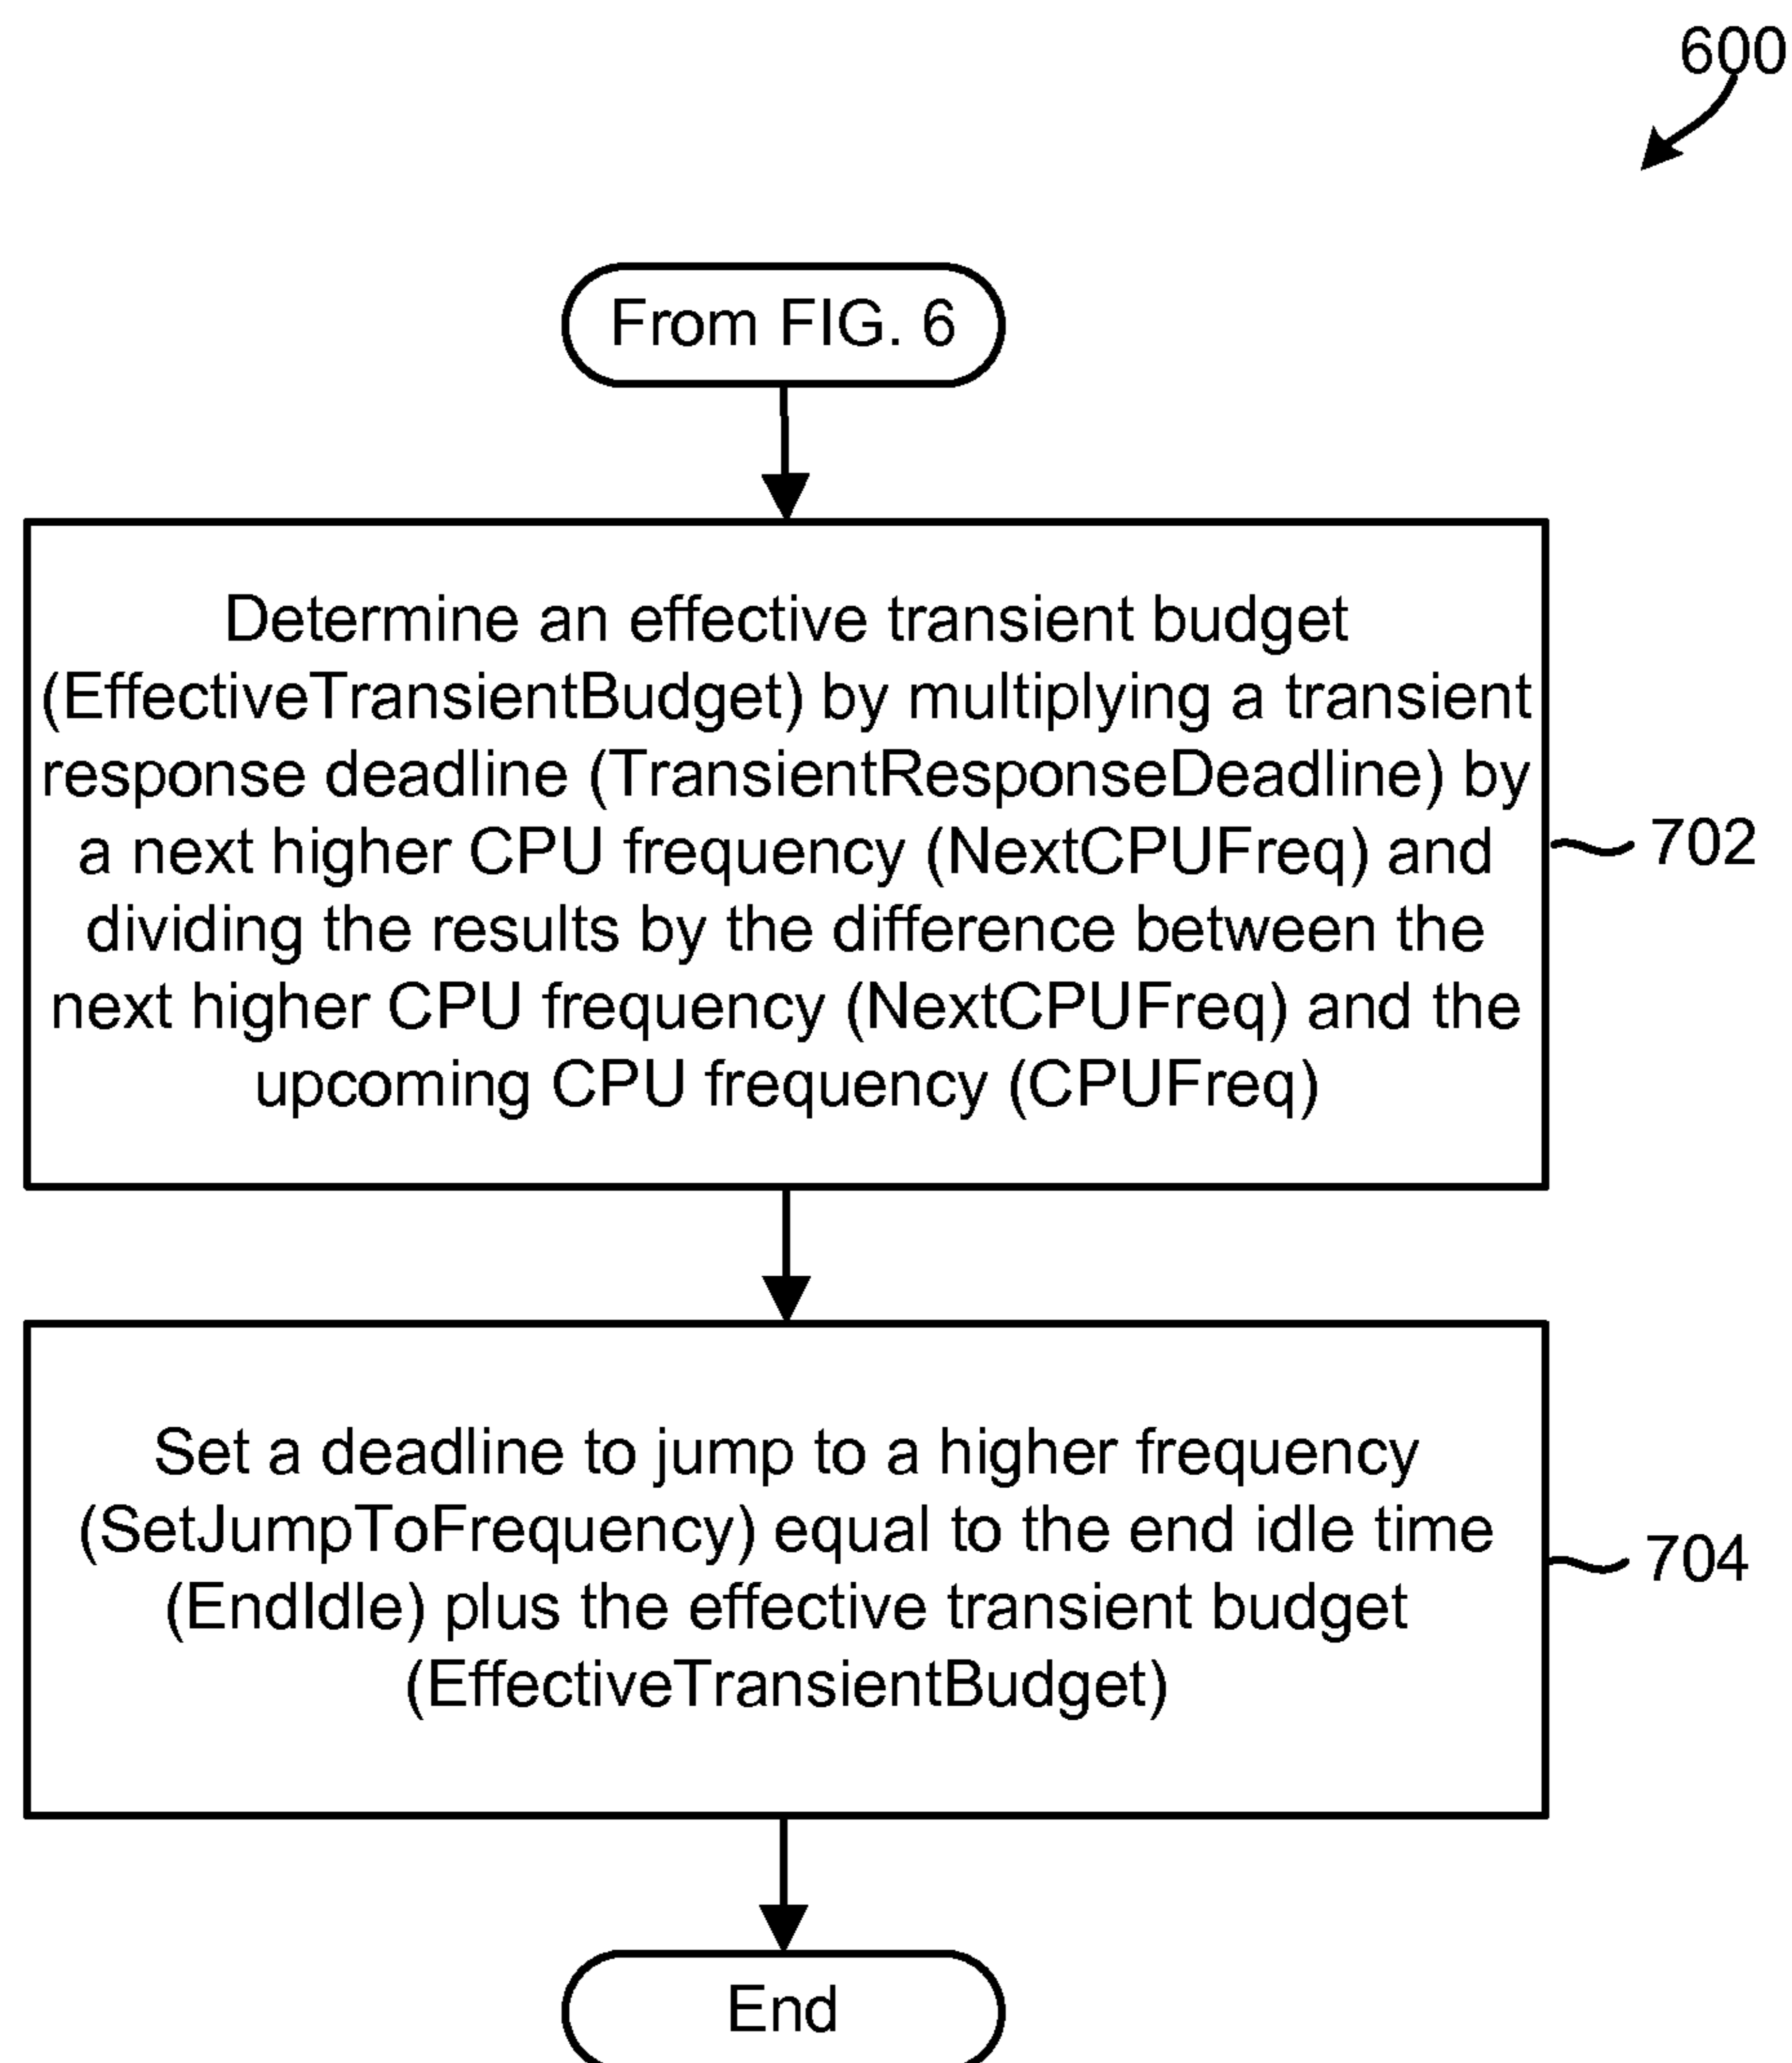 600
From FIG. 6
Determine an effective transient budget
(EffectiveTransientBudget) by multiplying a transient
response deadline (TransientResponseDeadline) by
a next higher CPU frequency (NextCPUFreq) and
dividing the results by the difference between the
next higher CPU frequency (NextCPUFreq) and the
upcoming CPU frequency (CPUFreq)
702
Set a deadline to jump to a higher frequency
(SetJumpToFrequency) equal to the end idle time
(EndIdle) plus the effective transient budget
(EffectiveTransientBudget)
704
End